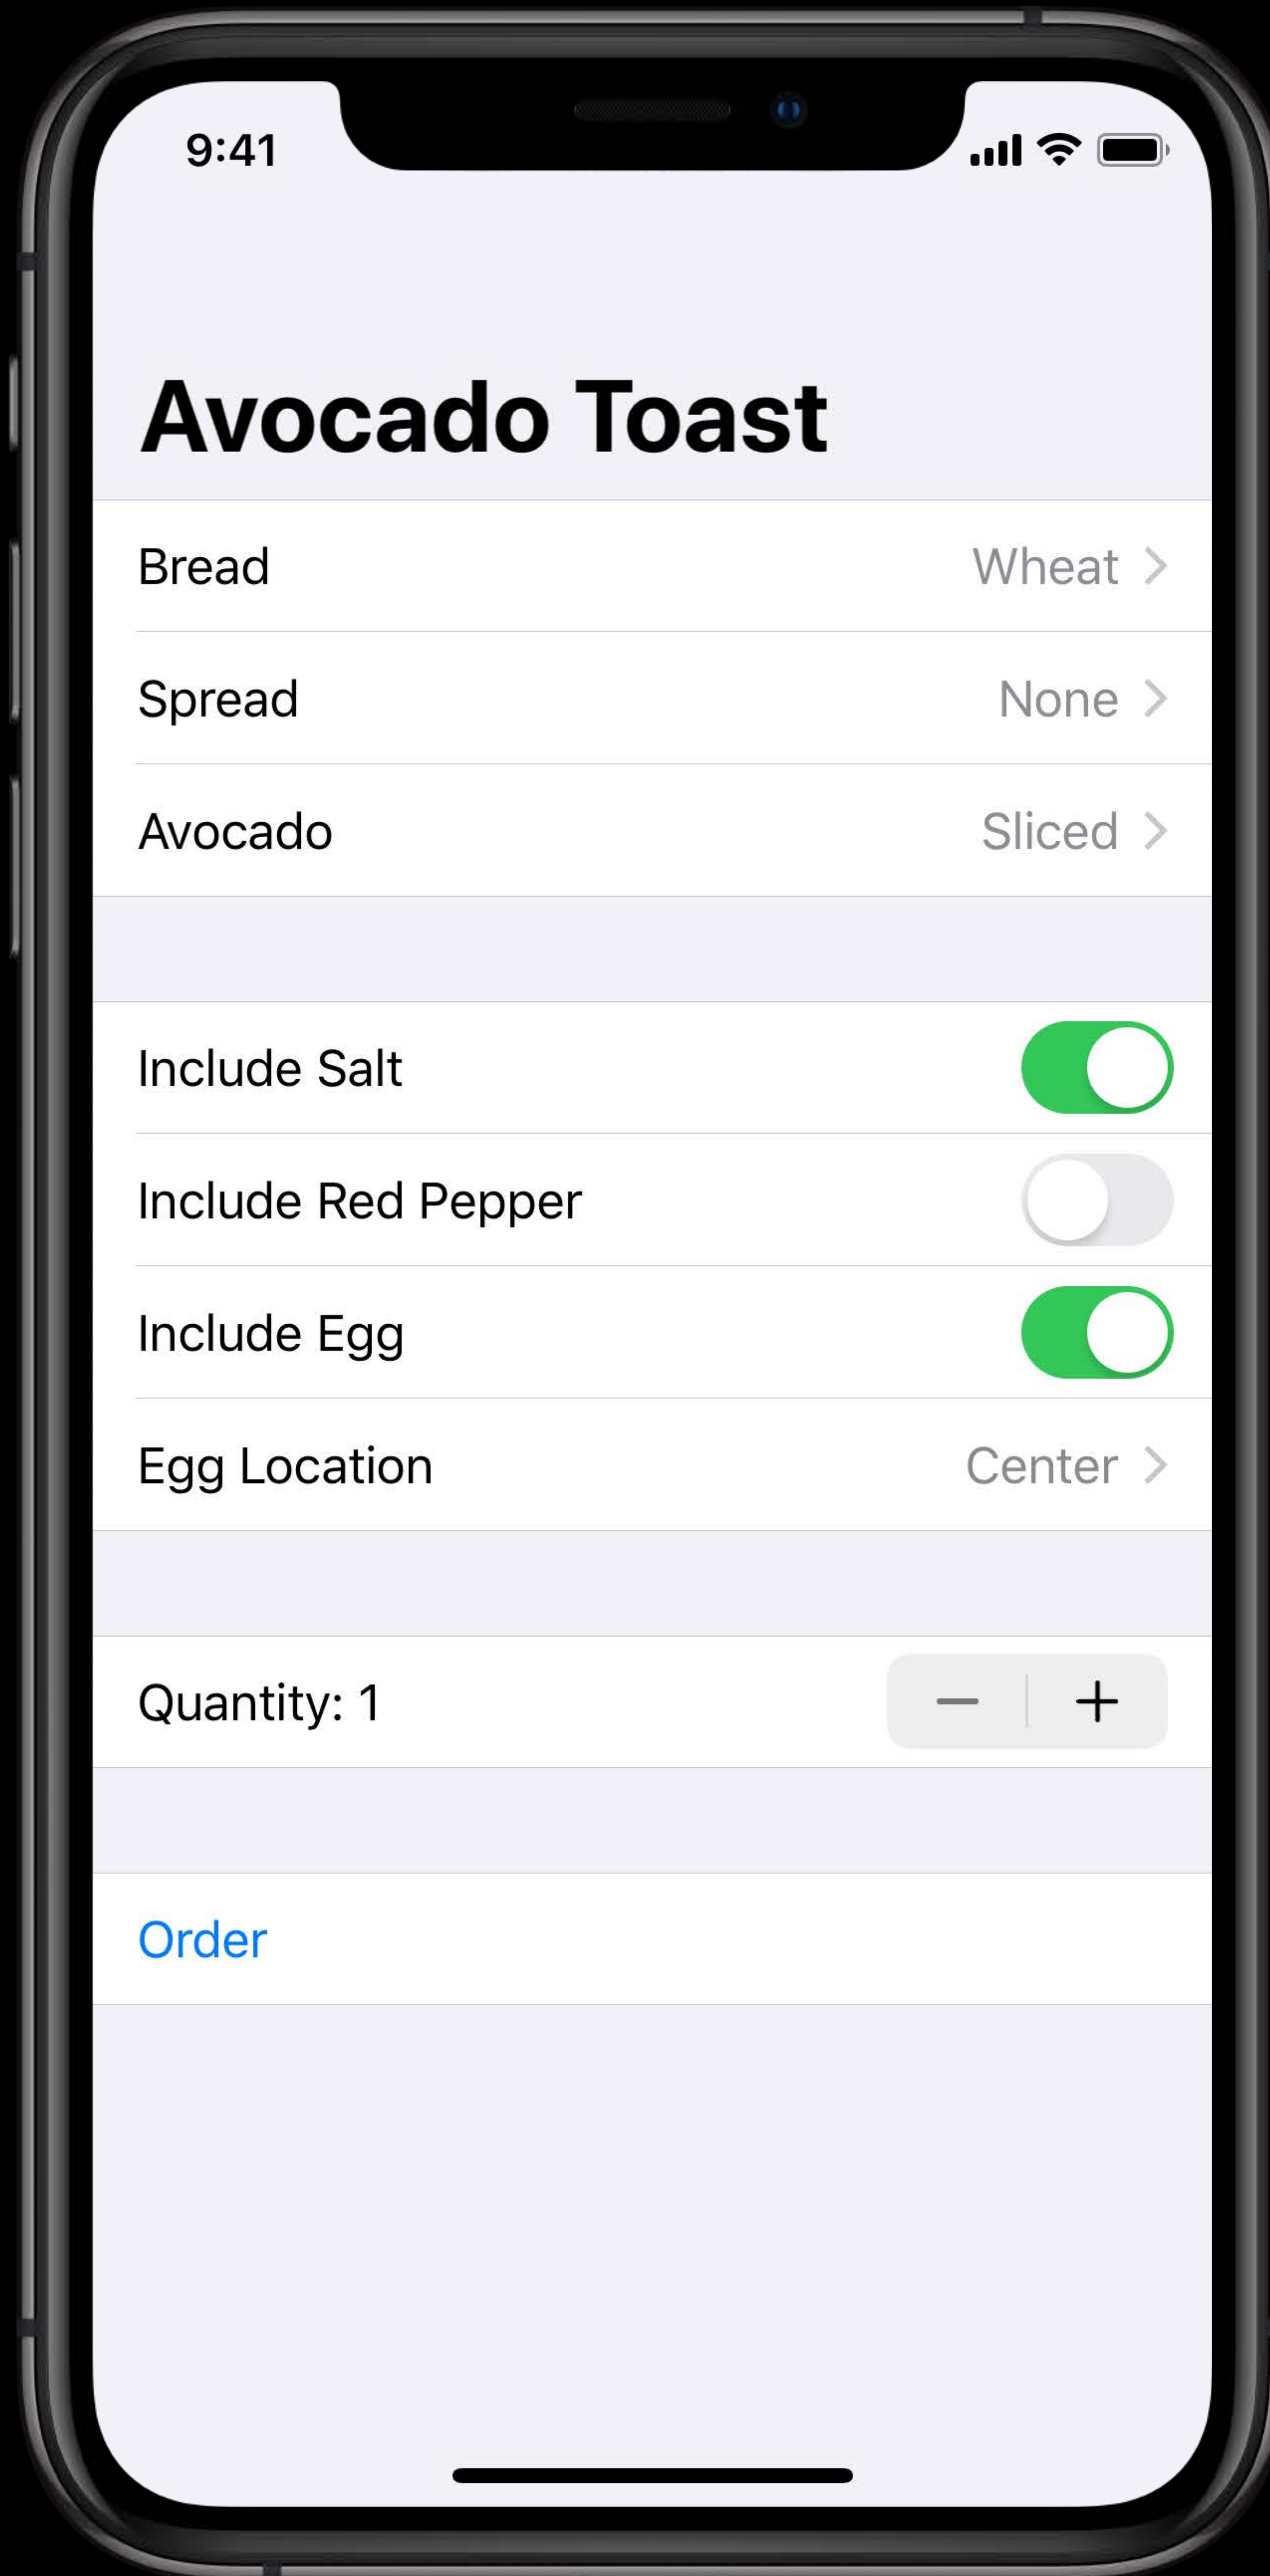 9:41
Avocado Toast
Bread Wheat
Spread None
Avocado Sliced
Include Salt
Include Red Pepper
Include Egg
Egg Location Center
Quantity: 1
Order